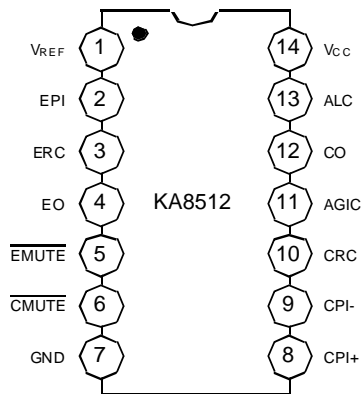 VREF 1 14 VCC
EPI 2 13 ALC
ERC 3 12 CO
EO 4 KA8512 11 AGIC
EMUTE 5 10 CRC
CMUTE 6 9 CPI-
GND 7 8 CPI+